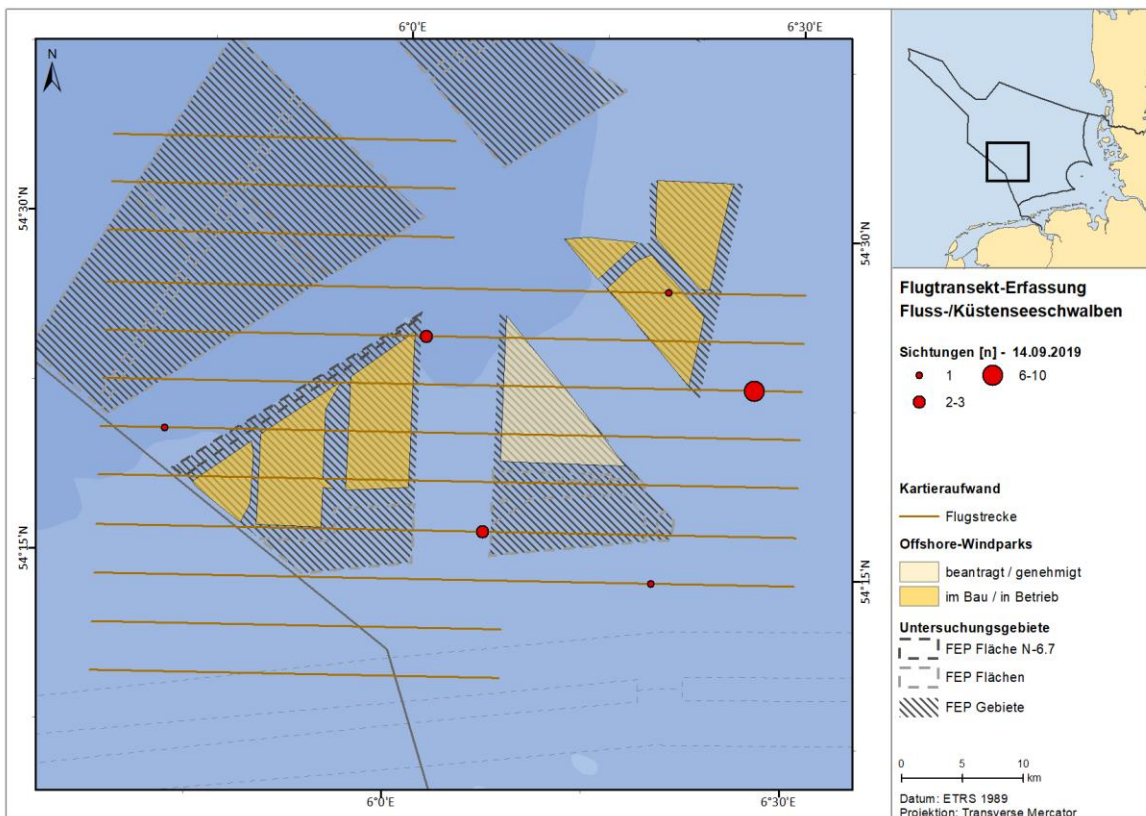 6°0'E
6°30'E
N
54°30'N
54°30'N
54°15'N
54°15'N
6°0'E
6°30'E
Flugtransekt-Erfassung
Fluss-/Küstenseeschwalben
Sichtungen [n] - 14.09.2019
1
6-10
2-3
Kartieraufwand
Flugstrecke
Offshore-Windparks
beantragt / genehmigt
im Bau / in Betrieb
Untersuchungsgebiete
FEP Fläche N-6.7
FEP Flächen
FEP Gebiete
0 5 10
km
Datum: ETRS 1989
Projektion: Transverse Mercator